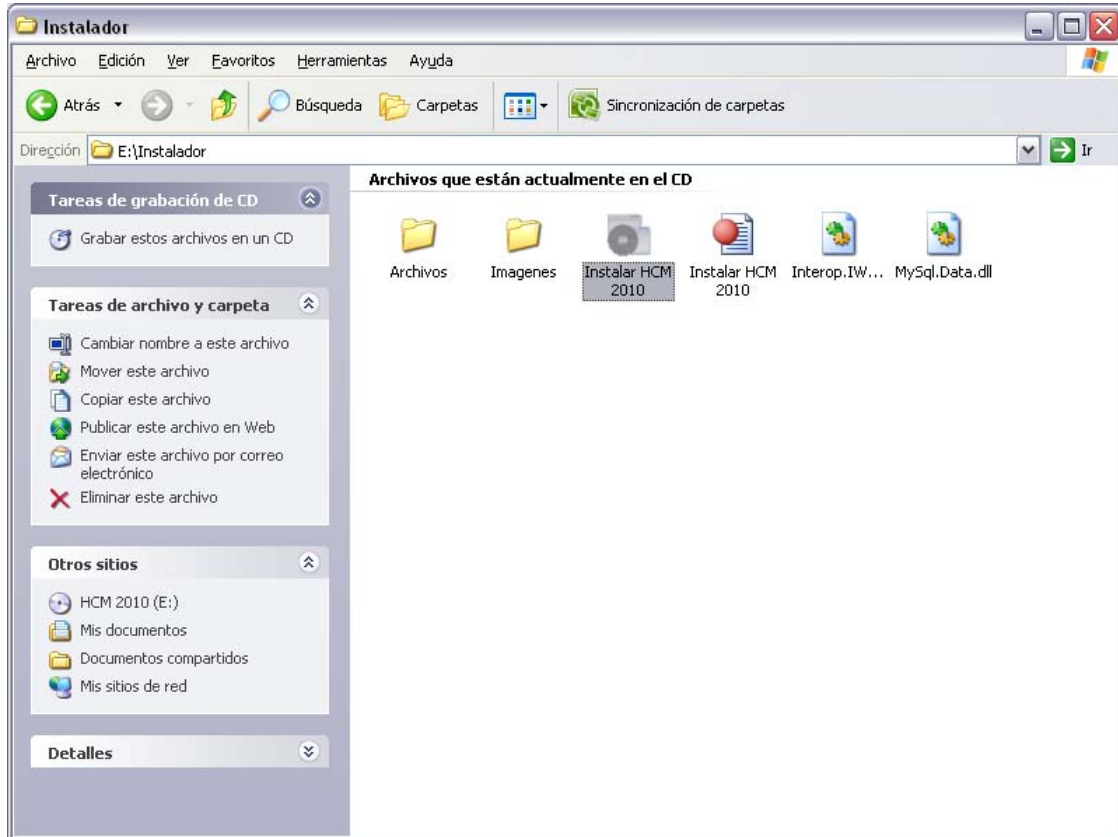 Instalador
Archivo Edición Ver Favoritos Herramientas Ayuda
Atrás Búsqueda Carpetas Sincronización de carpetas
Dirección E:\Instalador Ir
Tareas de grabación de CD
Grabar estos archivos en un CD
Tareas de archivo y carpeta
Cambiar nombre a este archivo
Mover este archivo
Copiar este archivo
Publicar este archivo en Web
Enviar este archivo por correo
electrónico
Eliminar este archivo
Otros sitios
HCM 2010 (E:)
Mis documentos
Documentos compartidos
Mis sitios de red
Detalles
Archivos que están actualmente en el CD
Archivos
Imagenes
Instalar HCM
2010
Instalar HCM
2010
Interop.IW...
MySql.Data.dll